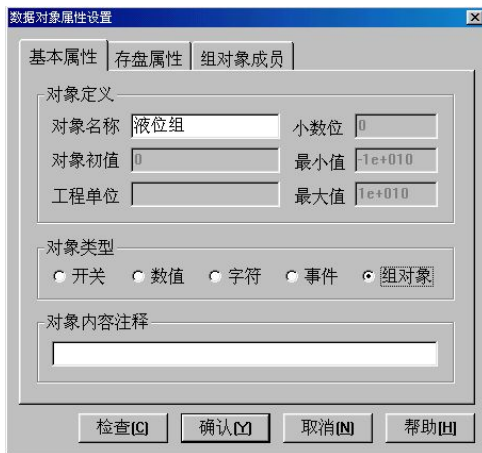 数据对象属性设置
基本属性 存盘属性 组对象成员
对象定义
对象名称 液位组 小数位 0
对象初值 0 最小值 -1e+010
工程单位 最大值 1e+010
对象类型
开关 数值 字符 事件 组对象
对象内容注释
检查[C] 确认[Y] 取消[N] 帮助[H]